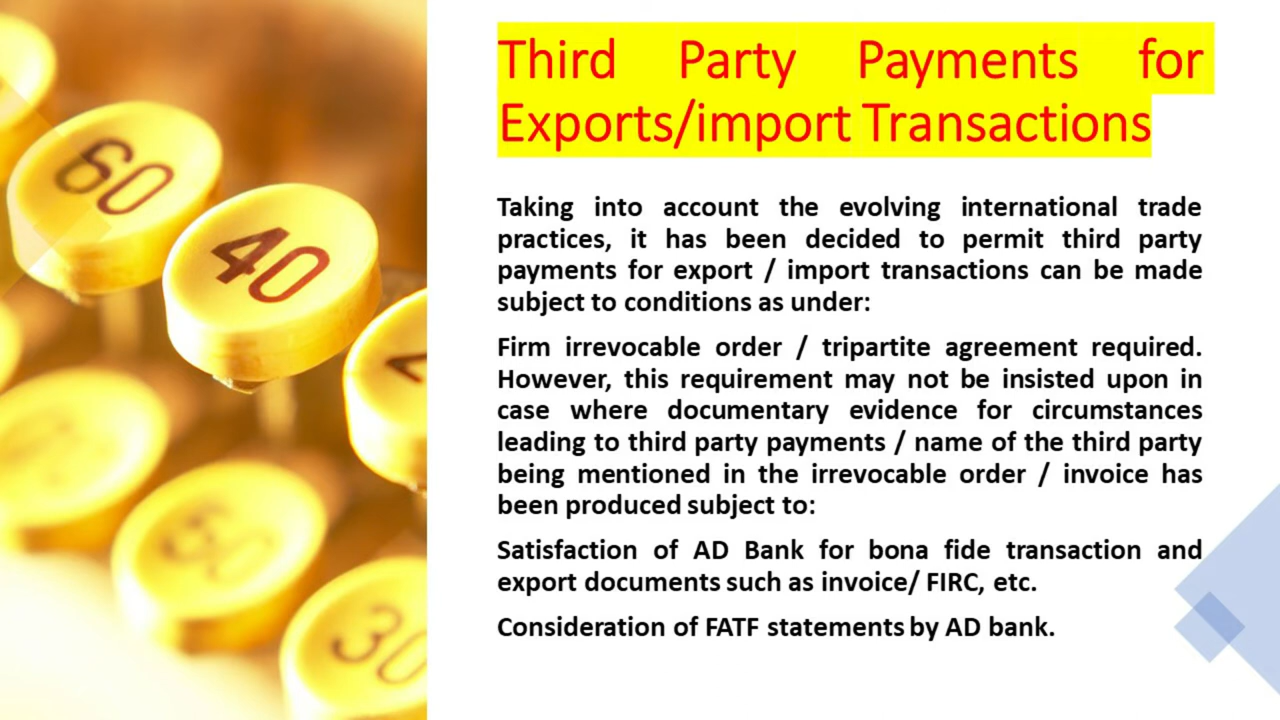 Third Party Payments for
Exports/import Transactions
Taking into account the evolving international trade
practices, it has been decided to permit third party
payments for export / import transactions can be made
subject to conditions as under:
Firm irrevocable order / tripartite agreement required.
However, this requirement may not be insisted upon in
case where documentary evidence for circumstances
leading to third party payments / name of the third party
being mentioned in the irrevocable order / invoice has
been produced subject to:
Satisfaction of AD Bank for bona fide transaction and
export documents such as invoice/ FIRC, etc.
Consideration of FATF statements by AD bank.
60
40
30